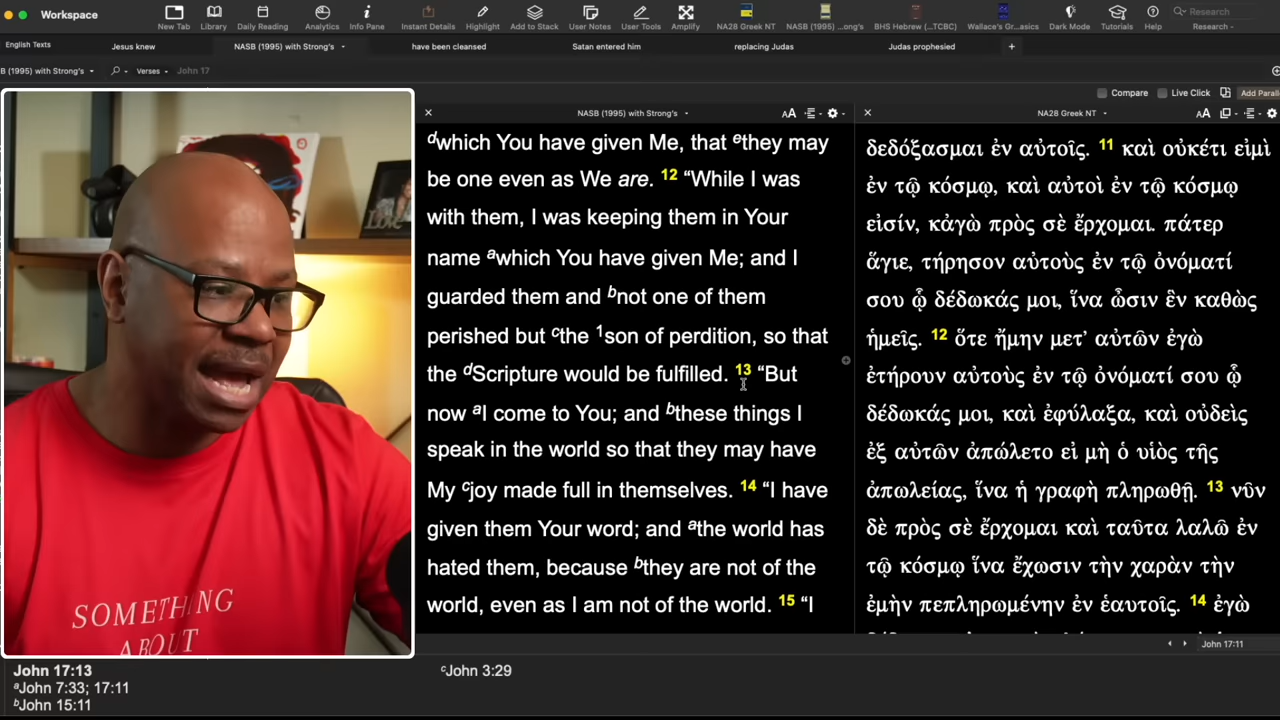 Workspace
New Tab
Library
Daily Reading
Analytics
Info Pane
Instant Details
Highlight
Add to Stack
User Notes
User Tools
Amplify
NA28 Greek NT
NASB (1995) ...ong's
BHS Hebrew (...TCBC)
Wallace's Gr...asics
Dark Mode
Tutorials
Help
Research
Research
English Texts
Jesus knew
NASB (1995) with Strong's
have been cleansed
Satan entered him
replacing Judas
Judas prophesied
B (1995) with Strong's
Verses
John 17
Compare
Live Click
Add Parall
NASB (1995) with Strong's
AA
dwhich You have given Me, that ethey may
be one even as We are. 12 “While I was
with them, I was keeping them in Your
name awhich You have given Me; and I
guarded them and bnot one of them
perished but cthe 1son of perdition, so that
the dScripture would be fulfilled. 13 “But
now aI come to You; and bthese things I
speak in the world so that they may have
My cjoy made full in themselves. 14 “I have
given them Your word; and athe world has
hated them, because bthey are not of the
world, even as I am not of the world. 15 “I
NA28 Greek NT
AA
δεδόξασμαι ἐν αὐτοῖς. 11 καὶ οὐκέτι εἰμὶ
ἐν τῷ κόσμῳ, καὶ αὐτοὶ ἐν τῷ κόσμῳ
εἰσίν, κἀγὼ πρὸς σὲ ἔρχομαι. πάτερ
ἅγιε, τήρησον αὐτοὺς ἐν τῷ ὀνόματί
σου ᾧ δέδωκάς μοι, ἵνα ὦσιν ἓν καθὼς
ἡμεῖς. 12 ὅτε ἤμην μετ’ αὐτῶν ἐγὼ
ἐτήρουν αὐτοὺς ἐν τῷ ὀνόματί σου ᾧ
δέδωκάς μοι, καὶ ἐφύλαξα, καὶ οὐδεὶς
ἐξ αὐτῶν ἀπώλετο εἰ μὴ ὁ υἱὸς τῆς
ἀπωλείας, ἵνα ἡ γραφὴ πληρωθῇ. 13 νῦν
δὲ πρὸς σὲ ἔρχομαι καὶ ταῦτα λαλῶ ἐν
τῷ κόσμῳ ἵνα ἔχωσιν τὴν χαρὰν τὴν
ἐμὴν πεπληρωμένην ἐν ἑαυτοῖς. 14 ἐγὼ
John 17:11
SOMETHING
ABOUT
John 17:13
aJohn 7:33; 17:11
bJohn 15:11
cJohn 3:29